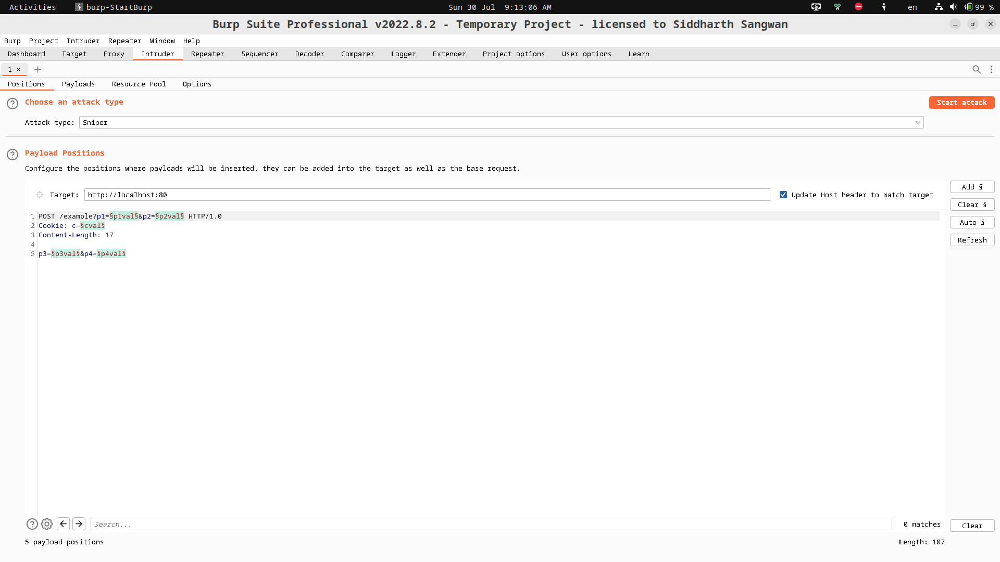 Activities burp-StartBurp Sun 30 Jul 9:13:06 AM en 99 %
Burp Suite Professional v2022.8.2 - Temporary Project - licensed to Siddharth Sangwan
Burp Project Intruder Repeater Window Help
Dashboard Target Proxy Intruder Repeater Sequencer Decoder Comparer Logger Extender Project options User options Learn
1 ×
Positions Payloads Resource Pool Options
Choose an attack type
Start attack
Attack type: Sniper
Payload Positions
Configure the positions where payloads will be inserted, they can be added into the target as well as the base request.
Add §
Target: http://localhost:80 Update Host header to match target
Clear §
1 POST /example?p1=§p1val§&p2=§p2val§ HTTP/1.0
Auto §
2 Cookie: c=§cval§
3 Content-Length: 17
Refresh
4
5 p3=§p3val§&p4=§p4val§
Search... 0 matches
Clear
5 payload positions Length: 107